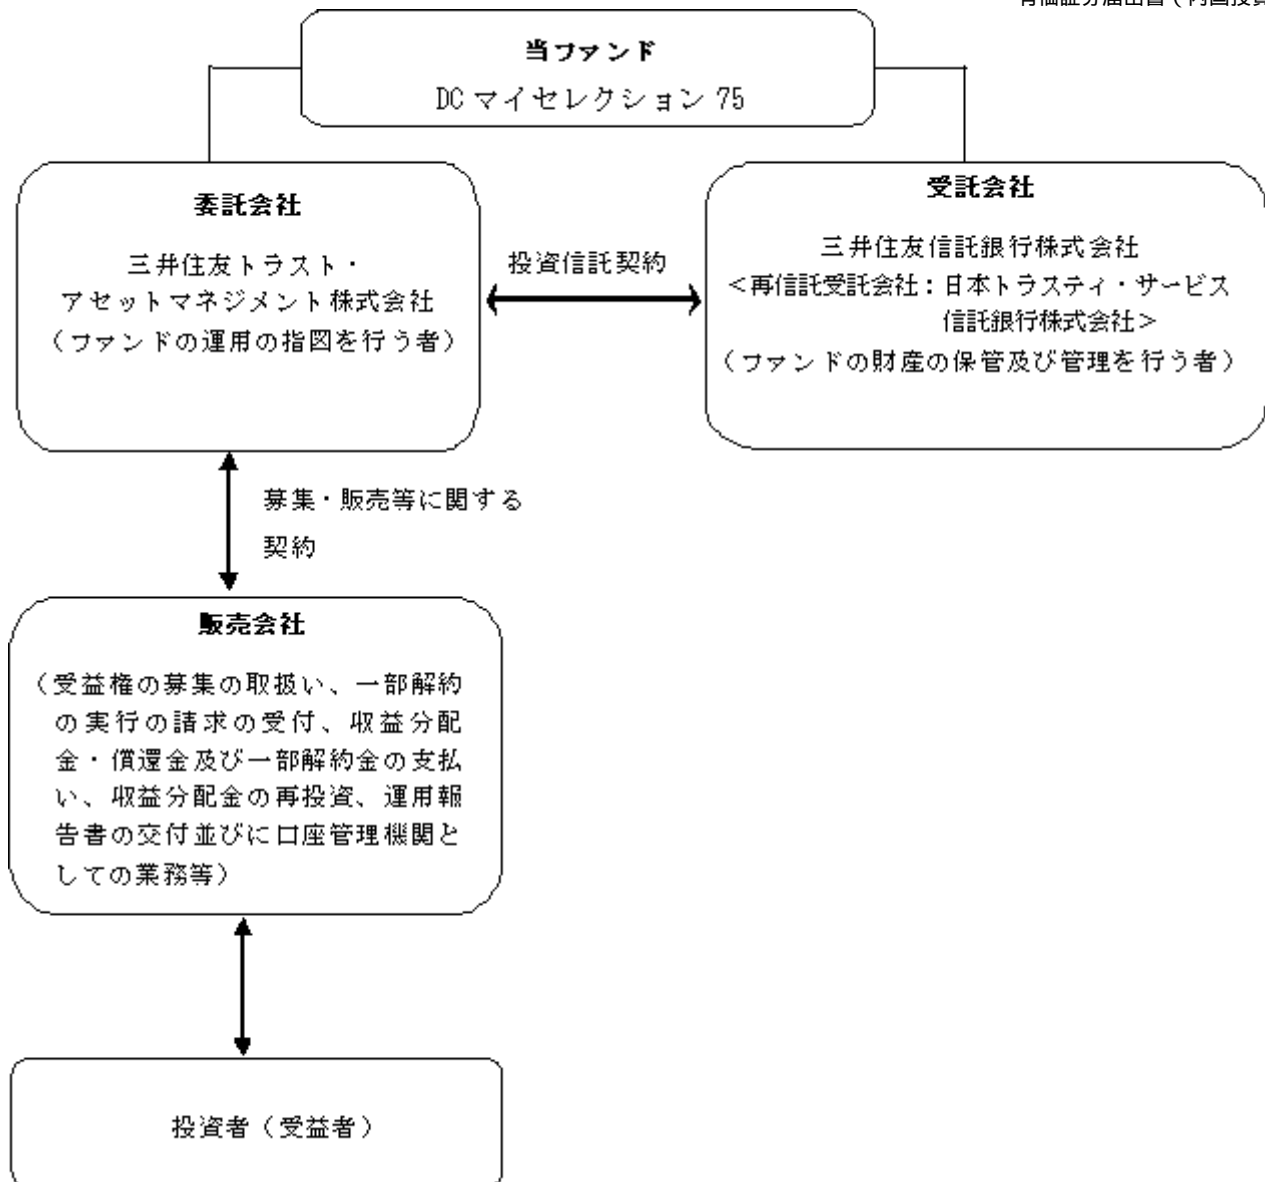 当ファンド
DC マイセレクション 75
委託会社
三井住友トラスト・
アセットマネジメント株式会社
（ファンドの運用の指図を行う者）
投資信託契約
受託会社
三井住友信託銀行株式会社
＜再信託受託会社：日本トラスティ・サービス
信託銀行株式会社＞
（ファンドの財産の保管及び管理を行う者）
募集・販売等に関する
契約
販売会社
（受益権の募集の取扱い、一部解約
の実行の請求の受付、収益分配
金・償還金及び一部解約金の支払
い、収益分配金の再投資、運用報
告書の交付並びに口座管理機関と
しての業務等）
投資者（受益者）